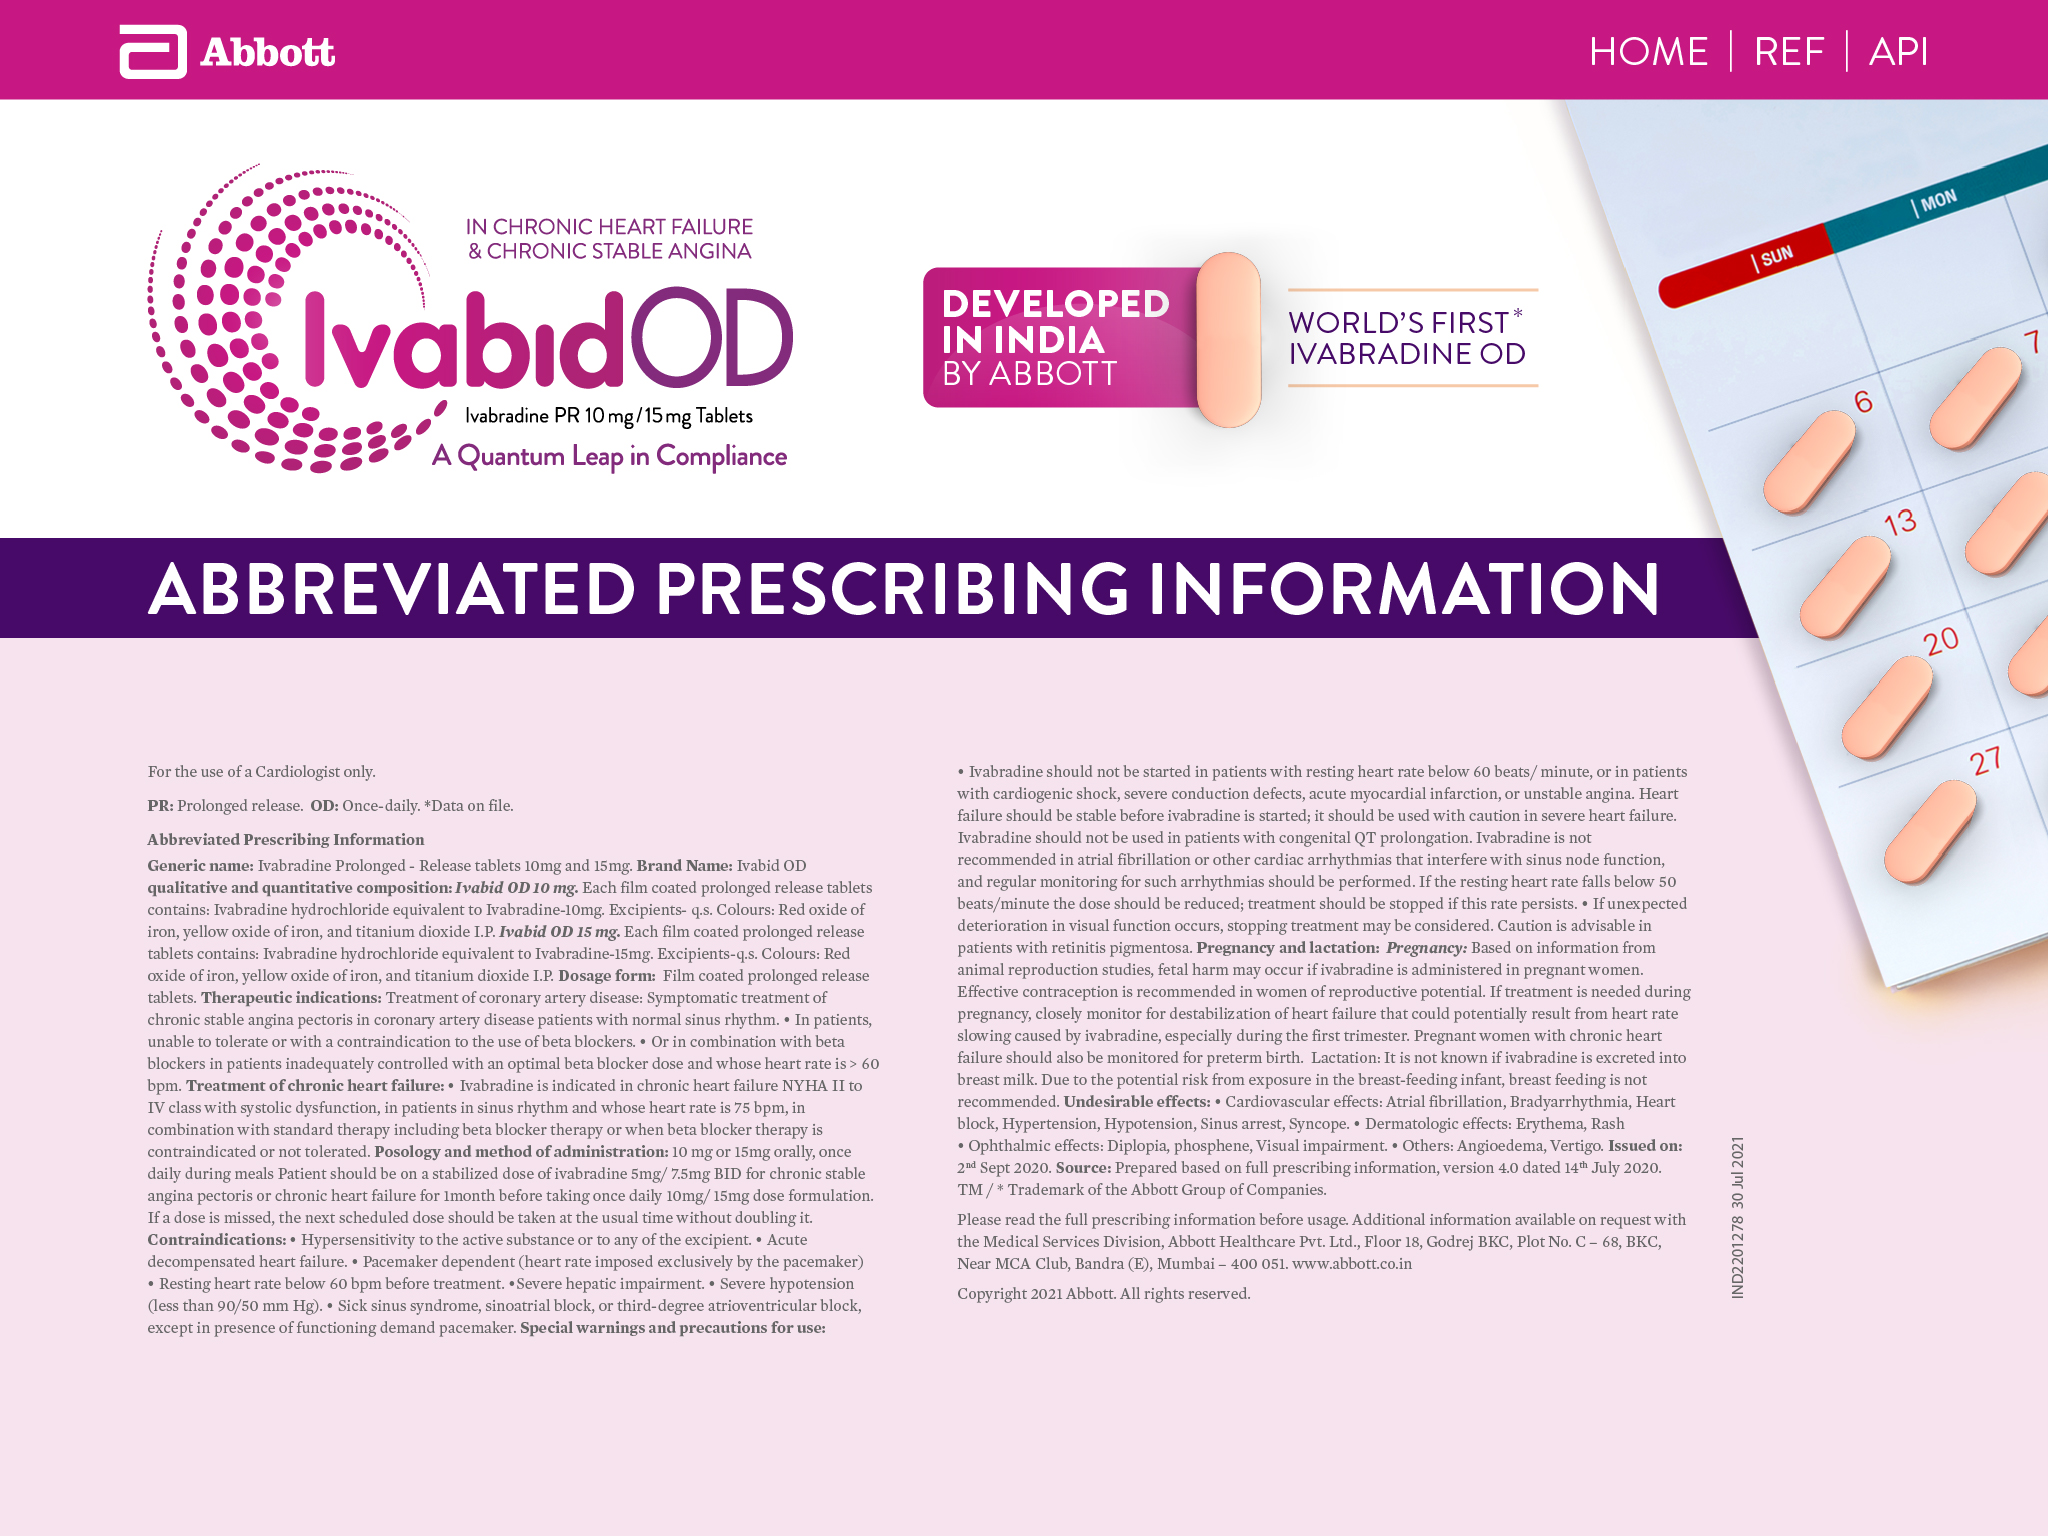 Abbott
HOME | REF | API
IN CHRONIC HEART FAILURE
& CHRONIC STABLE ANGINA
IvabidOD
Ivabradine PR 10 mg/15 mg Tablets
A Quantum Leap in Compliance
DEVELOPED
IN INDIA
BY ABBOTT
WORLD'S FIRST*
IVABRADINE OD
| SUN
| MON
6
7
13
20
27
ABBREVIATED PRESCRIBING INFORMATION
For the use of a Cardiologist only.
PR: Prolonged release. OD: Once-daily. *Data on file.
Abbreviated Prescribing Information
Generic name: Ivabradine Prolonged - Release tablets 10mg and 15mg. Brand Name: Ivabid OD
qualitative and quantitative composition: Ivabid OD 10 mg. Each film coated prolonged release tablets
contains: Ivabradine hydrochloride equivalent to Ivabradine-10mg. Excipients- q.s. Colours: Red oxide of
iron, yellow oxide of iron, and titanium dioxide I.P. Ivabid OD 15 mg. Each film coated prolonged release
tablets contains: Ivabradine hydrochloride equivalent to Ivabradine-15mg. Excipients-q.s. Colours: Red
oxide of iron, yellow oxide of iron, and titanium dioxide I.P. Dosage form: Film coated prolonged release
tablets. Therapeutic indications: Treatment of coronary artery disease: Symptomatic treatment of
chronic stable angina pectoris in coronary artery disease patients with normal sinus rhythm. • In patients,
unable to tolerate or with a contraindication to the use of beta blockers. • Or in combination with beta
blockers in patients inadequately controlled with an optimal beta blocker dose and whose heart rate is > 60
bpm. Treatment of chronic heart failure: • Ivabradine is indicated in chronic heart failure NYHA II to
IV class with systolic dysfunction, in patients in sinus rhythm and whose heart rate is 75 bpm, in
combination with standard therapy including beta blocker therapy or when beta blocker therapy is
contraindicated or not tolerated. Posology and method of administration: 10 mg or 15mg orally, once
daily during meals Patient should be on a stabilized dose of ivabradine 5mg/ 7.5mg BID for chronic stable
angina pectoris or chronic heart failure for 1month before taking once daily 10mg/ 15mg dose formulation.
If a dose is missed, the next scheduled dose should be taken at the usual time without doubling it.
Contraindications: • Hypersensitivity to the active substance or to any of the excipient. • Acute
decompensated heart failure. • Pacemaker dependent (heart rate imposed exclusively by the pacemaker)
• Resting heart rate below 60 bpm before treatment. •Severe hepatic impairment. • Severe hypotension
(less than 90/50 mm Hg). • Sick sinus syndrome, sinoatrial block, or third-degree atrioventricular block,
except in presence of functioning demand pacemaker. Special warnings and precautions for use:
• Ivabradine should not be started in patients with resting heart rate below 60 beats/ minute, or in patients
with cardiogenic shock, severe conduction defects, acute myocardial infarction, or unstable angina. Heart
failure should be stable before ivabradine is started; it should be used with caution in severe heart failure.
Ivabradine should not be used in patients with congenital QT prolongation. Ivabradine is not
recommended in atrial fibrillation or other cardiac arrhythmias that interfere with sinus node function,
and regular monitoring for such arrhythmias should be performed. If the resting heart rate falls below 50
beats/minute the dose should be reduced; treatment should be stopped if this rate persists. • If unexpected
deterioration in visual function occurs, stopping treatment may be considered. Caution is advisable in
patients with retinitis pigmentosa. Pregnancy and lactation: Pregnancy: Based on information from
animal reproduction studies, fetal harm may occur if ivabradine is administered in pregnant women.
Effective contraception is recommended in women of reproductive potential. If treatment is needed during
pregnancy, closely monitor for destabilization of heart failure that could potentially result from heart rate
slowing caused by ivabradine, especially during the first trimester. Pregnant women with chronic heart
failure should also be monitored for preterm birth. Lactation: It is not known if ivabradine is excreted into
breast milk. Due to the potential risk from exposure in the breast-feeding infant, breast feeding is not
recommended. Undesirable effects: • Cardiovascular effects: Atrial fibrillation, Bradyarrhythmia, Heart
block, Hypertension, Hypotension, Sinus arrest, Syncope. • Dermatologic effects: Erythema, Rash
• Ophthalmic effects: Diplopia, phosphene, Visual impairment. • Others: Angioedema, Vertigo. Issued on:
2nd Sept 2020. Source: Prepared based on full prescribing information, version 4.0 dated 14th July 2020.
TM / * Trademark of the Abbott Group of Companies.
Please read the full prescribing information before usage. Additional information available on request with
the Medical Services Division, Abbott Healthcare Pvt. Ltd., Floor 18, Godrej BKC, Plot No. C – 68, BKC,
Near MCA Club, Bandra (E), Mumbai – 400 051. www.abbott.co.in
Copyright 2021 Abbott. All rights reserved.
IND2201278 30 Jul 2021